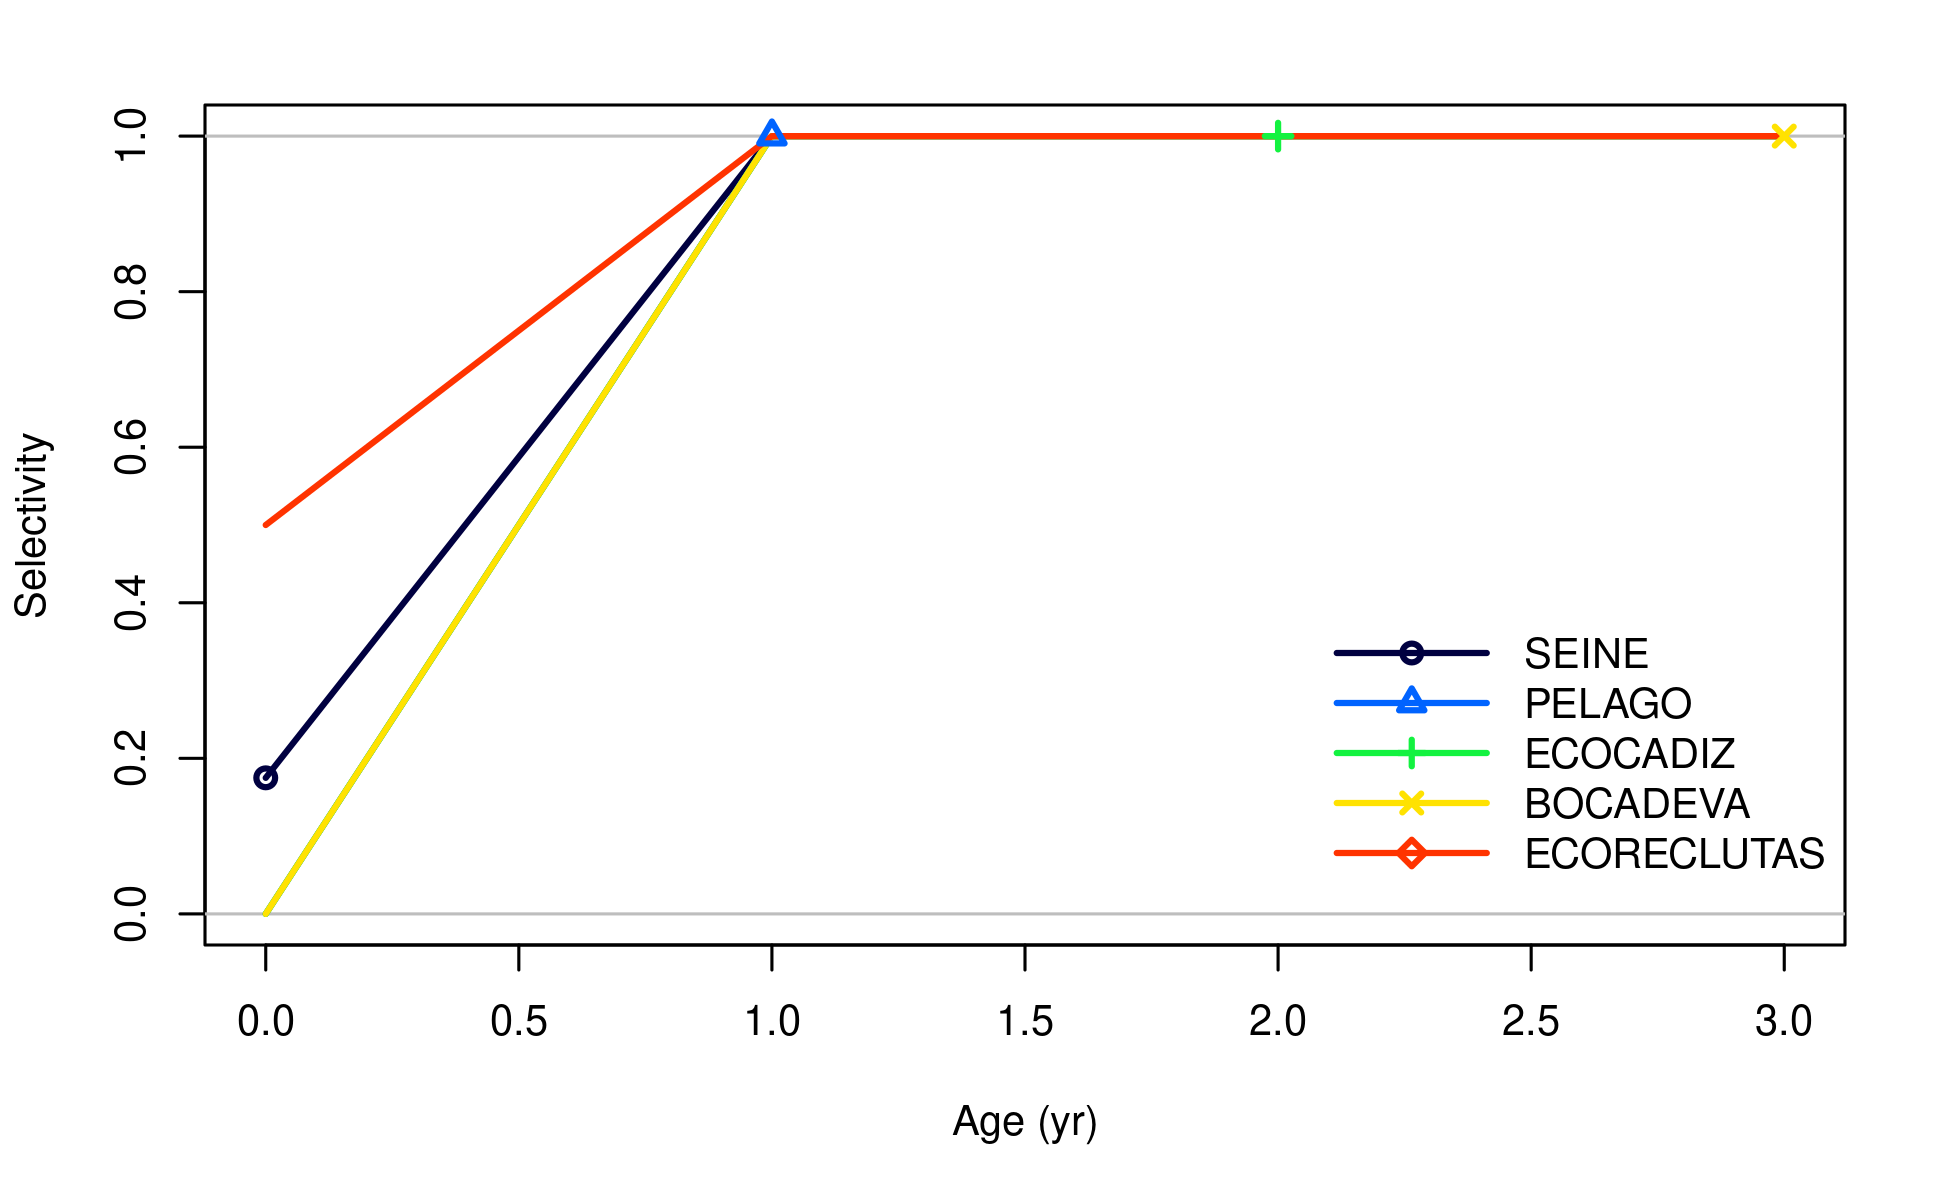 1.0
0.8
0.6
0.4
0.2
0.0
Selectivity
SEINE
PELAGO
ECOCADIZ
BOCADEVA
ECORECLUTAS
0.0 0.5 1.0 1.5 2.0 2.5 3.0
Age (yr)